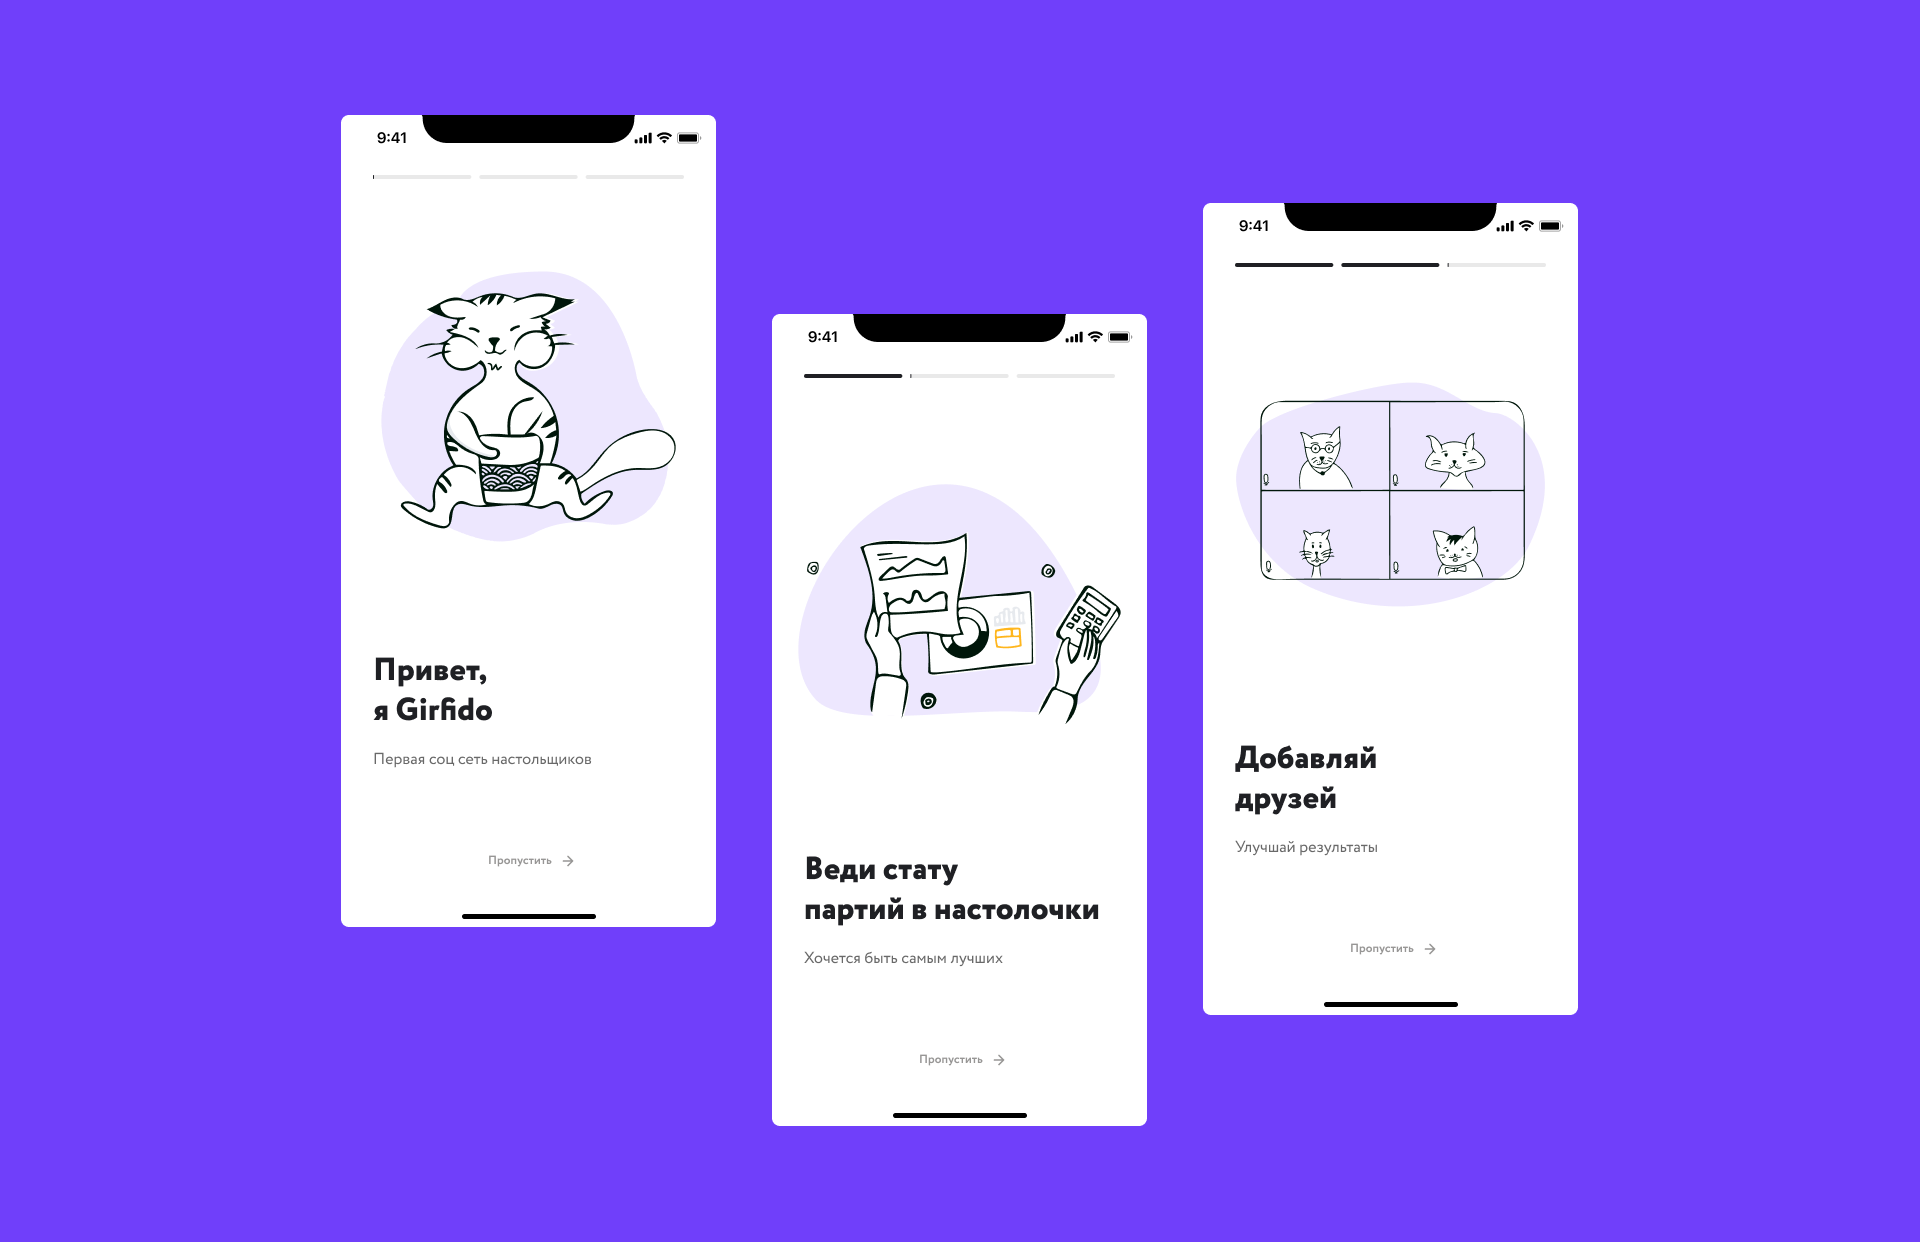 9:41
Привет,
я Girfido
Первая соц сеть настольщиков
Пропустить
9:41
Веди стату
партий в настолочки
Хочется быть самым лучших
Пропустить
9:41
Добавляй
друзей
Улучшай результаты
Пропустить